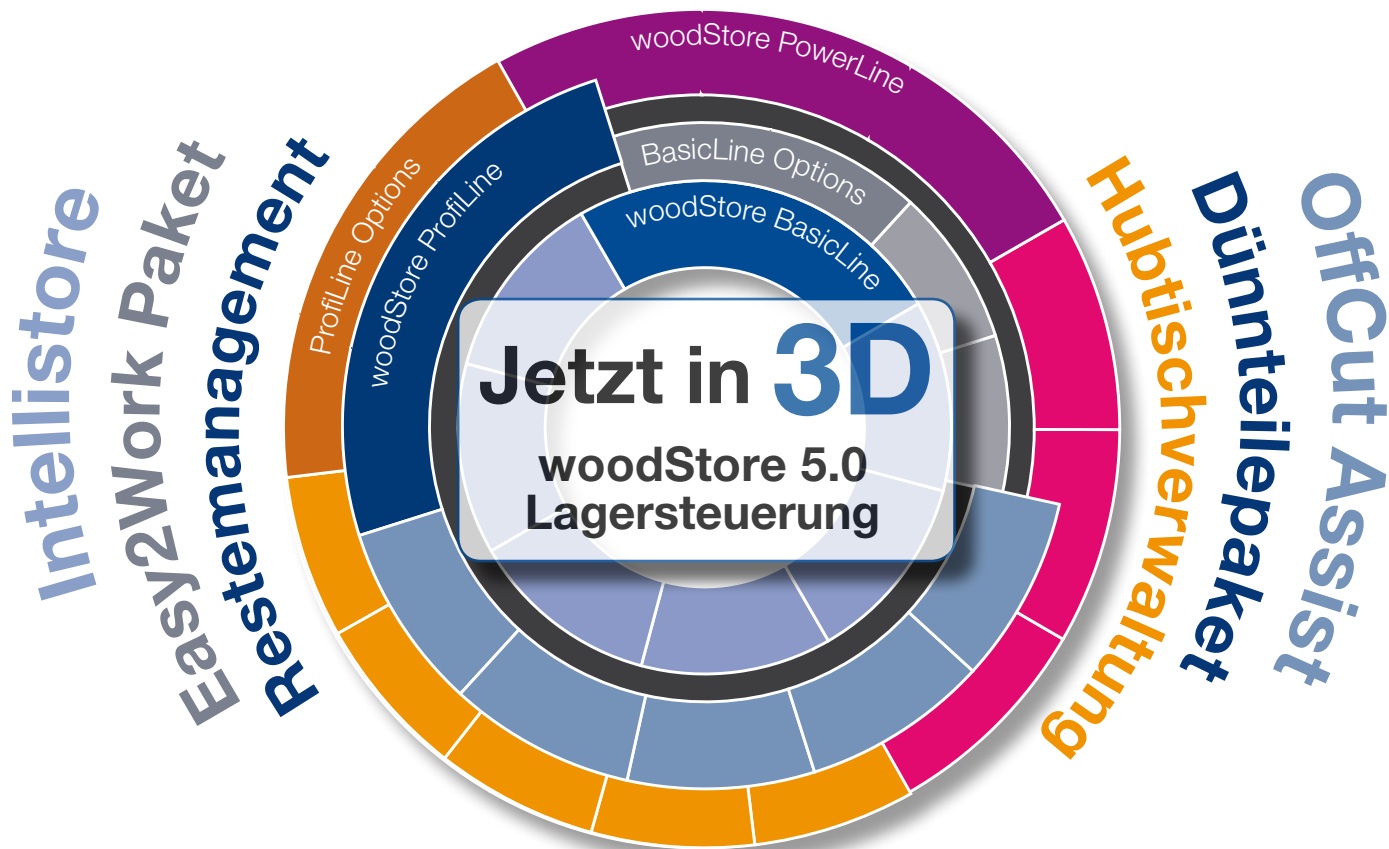 woodStore PowerLine
BasicLine Options
woodStore BasicLine
ProfiLine Options
woodStore ProfiLine
Intellistore
Easy2Work Paket
Restemanagement
Jetzt in 3D
woodStore 5.0
Lagersteuerung
Hubtischverwaltung
Dünnteilepaket
OffCut Assist